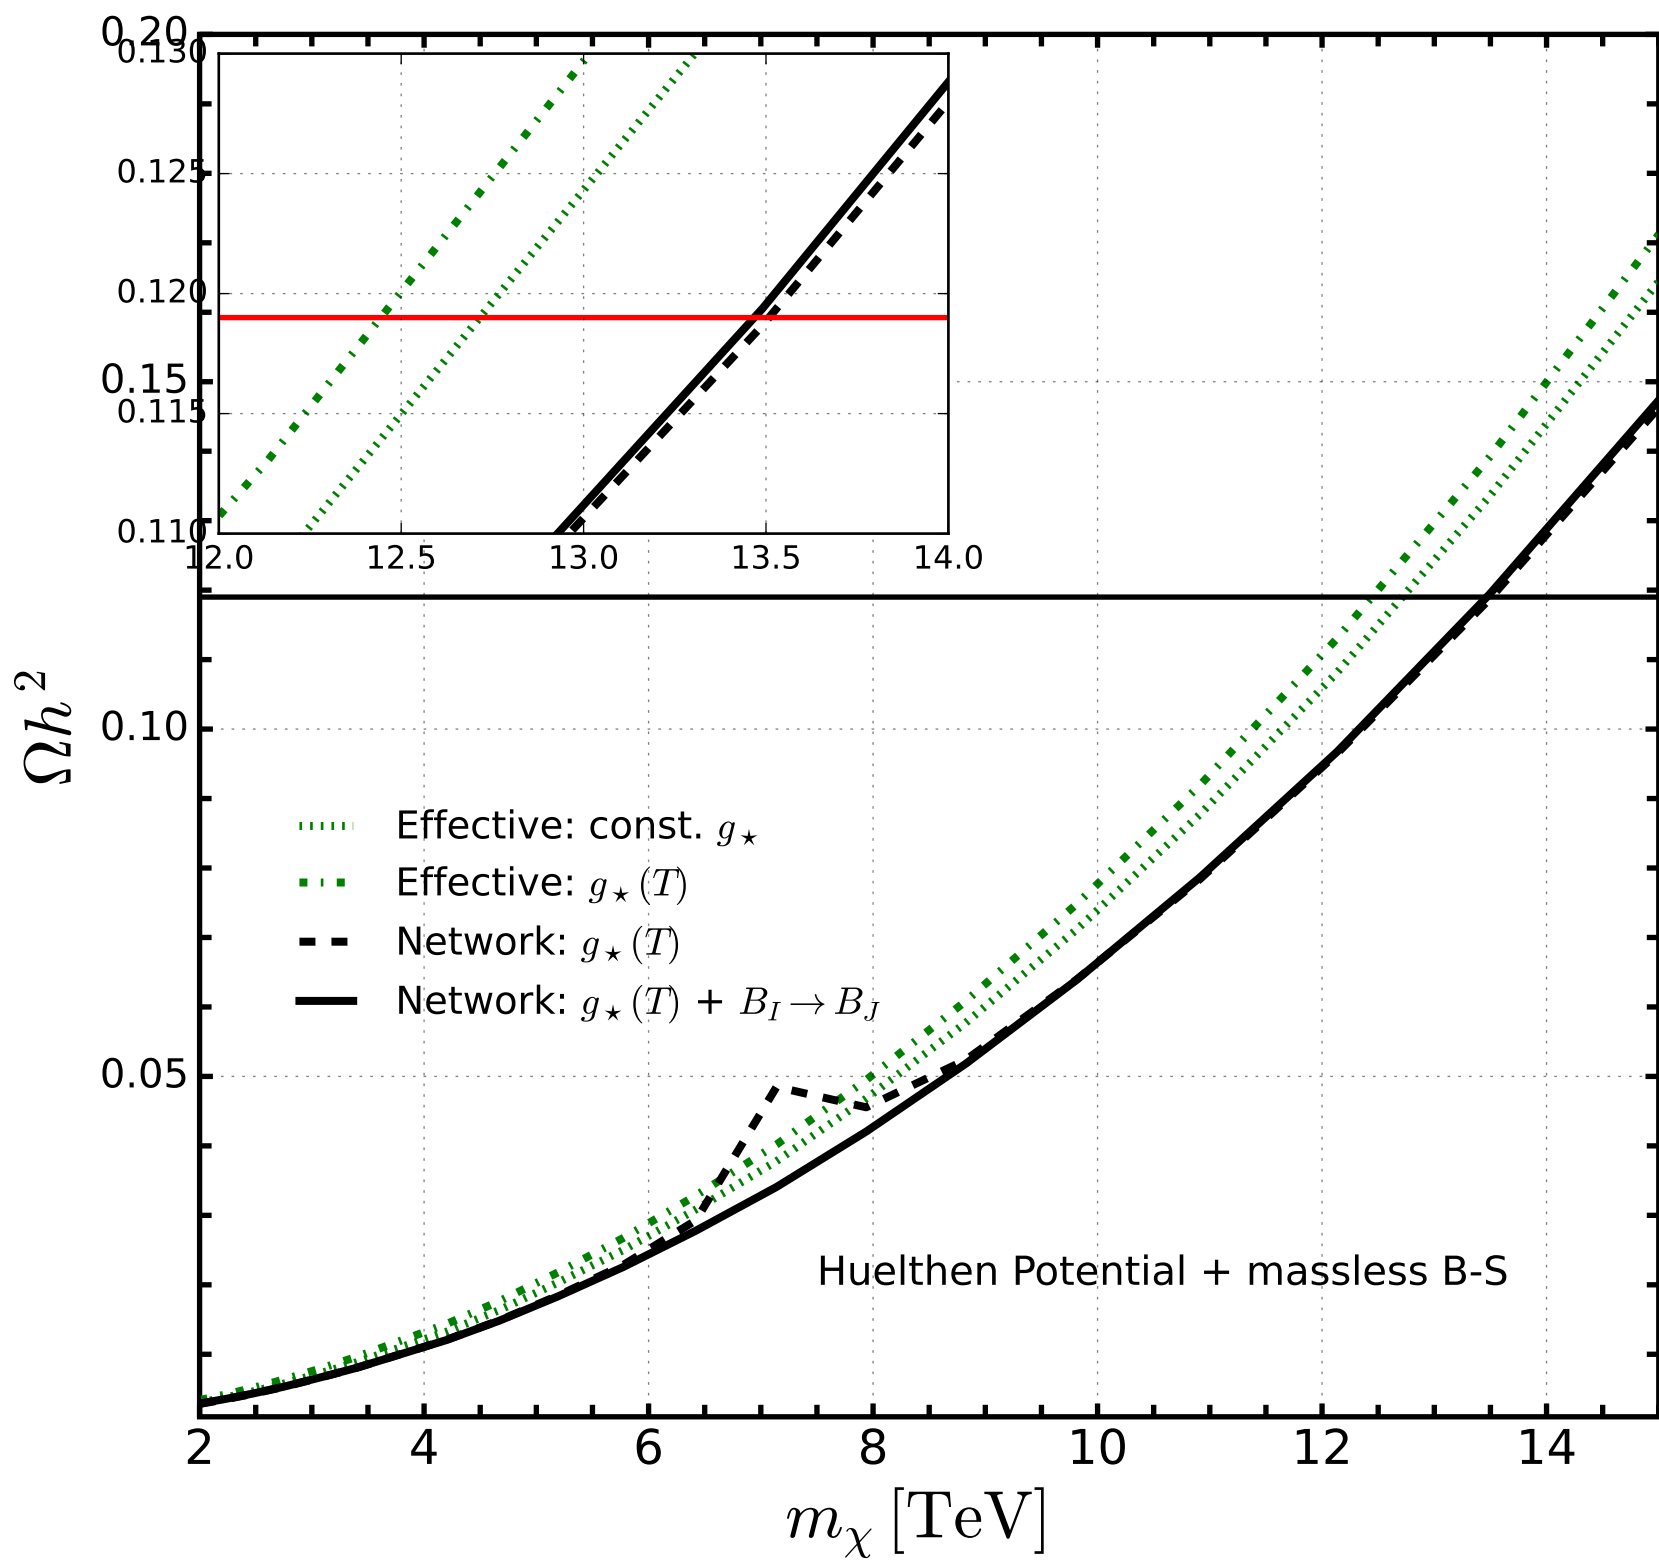 0.20
0.130
0.125
0.120
0.15
0.115
0.110
12.0 12.5 13.0 13.5 14.0
Ωh²
0.10
Effective: const. g⋆
Effective: g⋆(T)
Network: g⋆(T)
Network: g⋆(T) + B_I→B_J
0.05
Huelthen Potential + massless B-S
2 4 6 8 10 12 14
mχ [TeV]